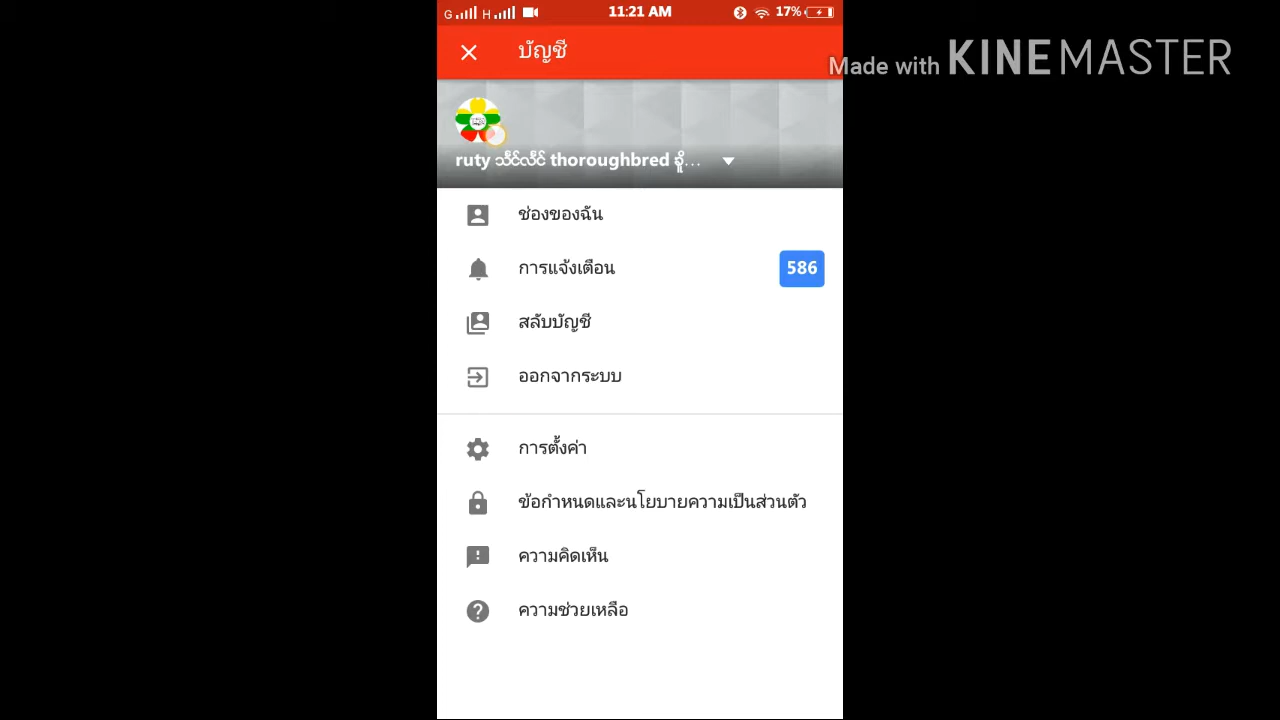 G H 11:21 AM 17%
บัญชี
Made with KINEMASTER
ruty thoroughbred
ช่องของฉัน
การแจ้งเตือน 586
สลับบัญชี
ออกจากระบบ
การตั้งค่า
ข้อกำหนดและนโยบายความเป็นส่วนตัว
ความคิดเห็น
ความช่วยเหลือ